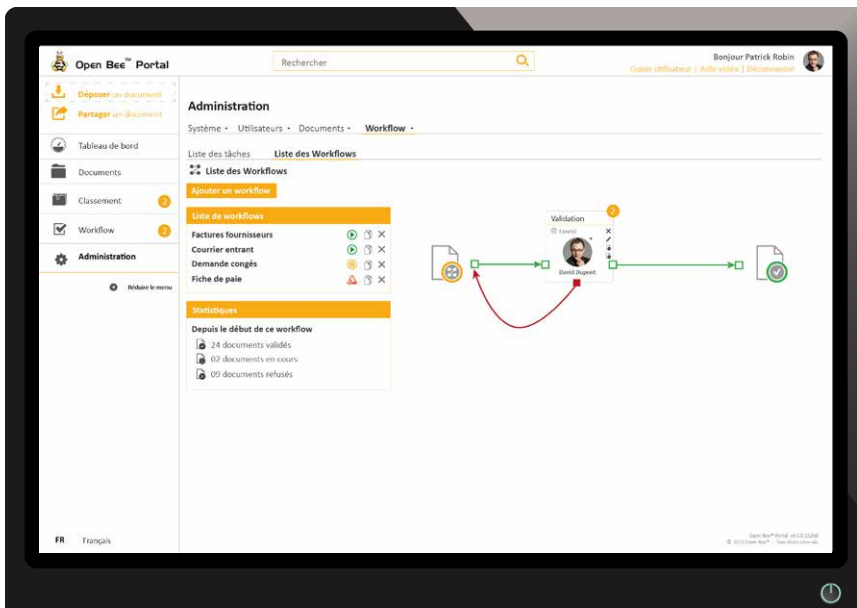 Open Bee™ Portal
Rechercher
Bonjour Patrick Robin
Guide utilisateur | Aide vidéo | Déconnexion
Déposer un document
Partager un document
Tableau de bord
Documents
Classement 2
Workflow 2
Administration
Réduire le menu
Administration
Système Utilisateurs Documents Workflow
Liste des tâches Liste des Workflows
Liste des Workflows
Ajouter un workflow
Liste de workflows
Factures fournisseurs
Courrier entrant
Demande congés
Fiche de paie
Statistiques
Depuis le début de ce workflow
24 documents validés
02 documents en cours
09 documents refusés
Validation 2
David Dupont
FR Français
Open Bee™ Portal